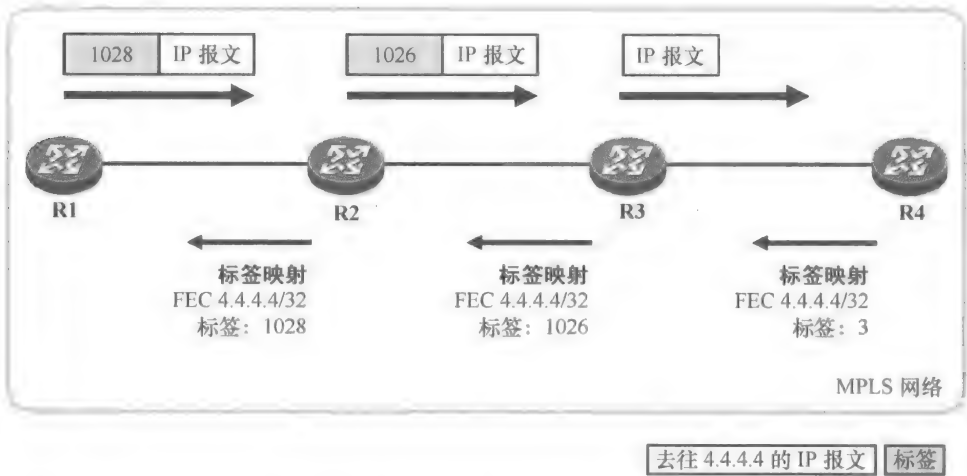 1028 IP 报文
1026 IP 报文
IP 报文
R1
R2
R3
R4
标签映射
FEC 4.4.4.4/32
标签：1028
标签映射
FEC 4.4.4.4/32
标签：1026
标签映射
FEC 4.4.4.4/32
标签：3
MPLS 网络
去往 4.4.4.4 的 IP 报文 标签